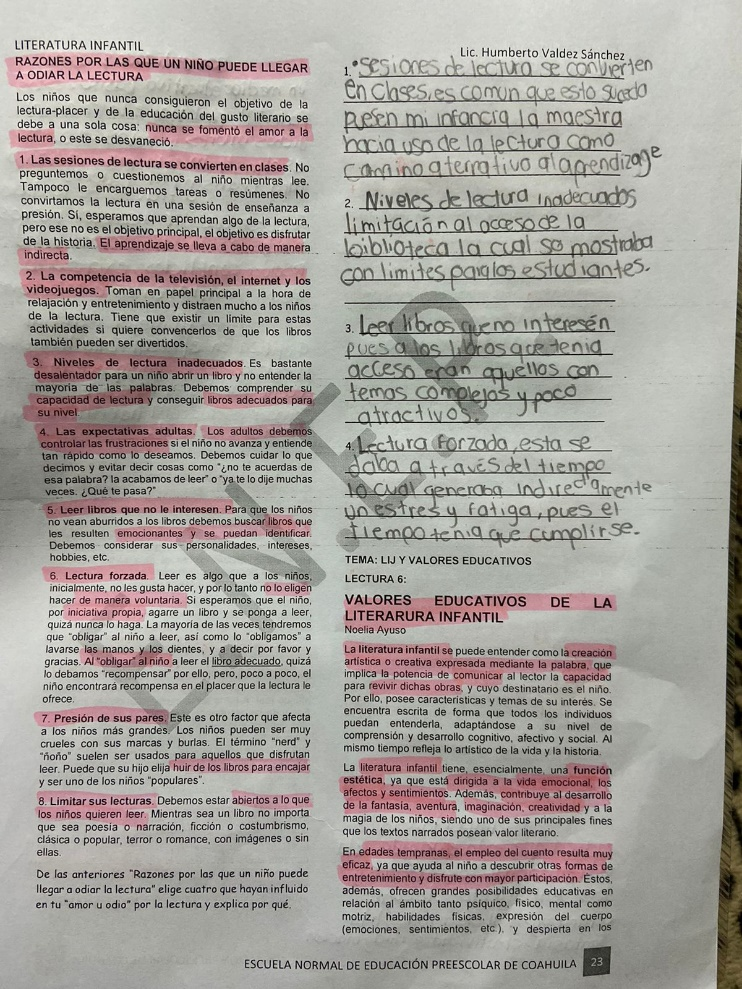 LITERATURA INFANTIL
RAZONES POR LAS QUE UN NIÑO PUEDE LLEGAR
A ODIAR LA LECTURA
Los niños que nunca consiguieron el objetivo de la
lectura-placer y de la educación del gusto literario se
debe a una sola cosa: nunca se fomentó el amor a la
lectura, o este se desvaneció.
1. Las sesiones de lectura se convierten en clases. No
preguntemos o cuestionemos al niño mientras lee.
Tampoco le encarguemos tareas o resúmenes. No
convirtamos la lectura en una sesión de enseñanza a
presión. Sí, esperamos que aprendan algo de la lectura,
pero ese no es el objetivo principal, el objetivo es disfrutar
de la historia. El aprendizaje se lleva a cabo de manera
indirecta.
2. La competencia de la televisión, el internet y los
videojuegos. Toman en papel principal a la hora de
relajación y entretenimiento y distraen mucho a los niños
de la lectura. Tiene que existir un límite para estas
actividades si quiere convencerlos de que los libros
también pueden ser divertidos.
3. Niveles de lectura inadecuados. Es bastante
desalentador para un niño abrir un libro y no entender la
mayoría de las palabras. Debemos comprender su
capacidad de lectura y conseguir libros adecuados para
su nivel.
4. Las expectativas adultas. Los adultos debemos
controlar las frustraciones si el niño no avanza y entiende
tan rápido como lo deseamos. Debemos cuidar lo que
decimos y evitar decir cosas como "¿no te acuerdas de
esa palabra? la acabamos de leer" o "ya te lo dije muchas
veces. ¿Qué te pasa?"
5. Leer libros que no le interesen. Para que los niños
no vean aburridos a los libros debemos buscar libros que
les resulten emocionantes y se puedan identificar.
Debemos considerar sus personalidades, intereses,
hobbies, etc.
6. Lectura forzada. Leer es algo que a los niños,
inicialmente, no les gusta hacer, y por lo tanto no lo eligen
hacer de manera voluntaria. Si esperamos que el niño,
por iniciativa propia, agarre un libro y se ponga a leer,
quizá nunca lo haga. La mayoría de las veces tendremos
que "obligar" al niño a leer, así como lo "obligamos" a
lavarse las manos y los dientes, y a decir por favor y
gracias. Al "obligar" al niño a leer el libro adecuado, quizá
lo debamos "recompensar" por ello, pero, poco a poco, el
niño encontrará recompensa en el placer que la lectura le
ofrece.
7. Presión de sus pares. Este es otro factor que afecta
a los niños más grandes. Los niños pueden ser muy
crueles con sus marcas y burlas. El término "nerd" y
"ñoño" suelen ser usados para aquellos que disfrutan
leer. Puede que su hijo elija huir de los libros para encajar
y ser uno de los niños "populares".
8. Limitar sus lecturas. Debemos estar abiertos a lo que
los niños quieren leer. Mientras sea un libro no importa
que sea poesía o narración, ficción o costumbrismo,
clásica o popular, terror o romance, con imágenes o sin
ellas.
De las anteriores "Razones por las que un niño puede
llegar a odiar la lectura" elige cuatro que hayan influido
en tu "amor u odio" por la lectura y explica por qué.
Lic. Humberto Valdez Sánchez
1. Sesiones de lectura se convierten
en clases, es comun que esto suceda
puesen mi infancia la maestra
hacia uso de la lectura como
camino aternativo al aprendizage
2. Niveles de lectura inadecuados
limitación al acceso de la
biblioteca la cual se mostraba
con limites para los estudiantes.
3. Leer libros que no interesén
pues a los libros que tenia
acceso eran aquellos con
temas complejos y poco
atractivos.
4. Lectura forzada, esta se
daba a través del tiempo
lo cual generaba indirectamente
un estres y fatiga, pues el
tiempo tenia que cumplirse.
TEMA: LIJ Y VALORES EDUCATIVOS
LECTURA 6:
VALORES EDUCATIVOS DE LA
LITERARURA INFANTIL
Noelia Ayuso
La literatura infantil se puede entender como la creación
artística o creativa expresada mediante la palabra, que
implica la potencia de comunicar al lector la capacidad
para revivir dichas obras, y cuyo destinatario es el niño.
Por ello, posee características y temas de su interés. Se
encuentra escrita de forma que todos los individuos
puedan entenderla, adaptándose a su nivel de
comprensión y desarrollo cognitivo, afectivo y social. Al
mismo tiempo refleja lo artístico de la vida y la historia.
La literatura infantil tiene, esencialmente, una función
estética, ya que está dirigida a la vida emocional, los
afectos y sentimientos. Además, contribuye al desarrollo
de la fantasía, aventura, imaginación, creatividad y a la
magia de los niños, siendo uno de sus principales fines
que los textos narrados posean valor literario.
En edades tempranas, el empleo del cuento resulta muy
eficaz, ya que ayuda al niño a descubrir otras formas de
entretenimiento y disfrute con mayor participación. Estos,
además, ofrecen grandes posibilidades educativas en
relación al ámbito tanto psíquico, físico, mental como
motriz, habilidades físicas, expresión del cuerpo
(emociones, sentimientos, etc.), y despierta en los
ESCUELA NORMAL DE EDUCACIÓN PREESCOLAR DE COAHUILA 23